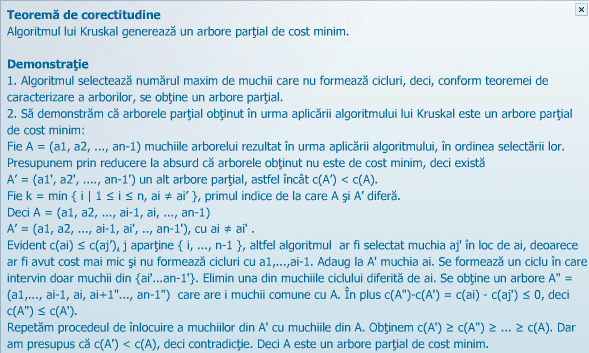 Teoremă de corectitudine
Algoritmul lui Kruskal generează un arbore parţial de cost minim.
Demonstraţie
1. Algoritmul selectează numărul maxim de muchii care nu formează cicluri, deci, conform teoremei de
caracterizare a arborilor, se obţine un arbore parţial.
2. Să demonstrăm că arborele parţial obţinut în urma aplicării algoritmului lui Kruskal este un arbore parţial
de cost minim:
Fie A = (a1, a2, ..., an-1) muchiile arborelui rezultat în urma aplicării algoritmului, în ordinea selectării lor.
Presupunem prin reducere la absurd că arborele obţinut nu este de cost minim, deci există
A’ = (a1', a2', ...., an-1') un alt arbore parţial, astfel încât c(A’) < c(A).
Fie k = min { i | 1 ≤ i ≤ n, ai ≠ ai’ }, primul indice de la care A şi A’ diferă.
Deci A = (a1, a2, ..., ai-1, ai, ..., an-1)
A’ = (a1, a2, ..., ai-1, ai', .., an-1'), cu ai ≠ ai' .
Evident c(ai) ≤ c(aj’), j aparţine { i, ..., n-1 }, altfel algoritmul ar fi selectat muchia aj' în loc de ai, deoarece
ar fi avut cost mai mic şi nu formează cicluri cu a1,...,ai-1. Adaug la A' muchia ai. Se formează un ciclu în care
intervin doar muchii din {ai'...an-1'}. Elimin una din muchiile ciclului diferită de ai. Se obţine un arbore A" =
(a1,..., ai-1, ai, ai+1"..., an-1") care are i muchii comune cu A. În plus c(A")-c(A') = c(ai) - c(aj') ≤ 0, deci
c(A") ≤ c(A').
Repetăm procedeul de înlocuire a muchiilor din A' cu muchiile din A. Obţinem c(A') ≥ c(A") ≥ ... ≥ c(A). Dar
am presupus că c(A') < c(A), deci contradicţie. Deci A este un arbore parţial de cost minim.